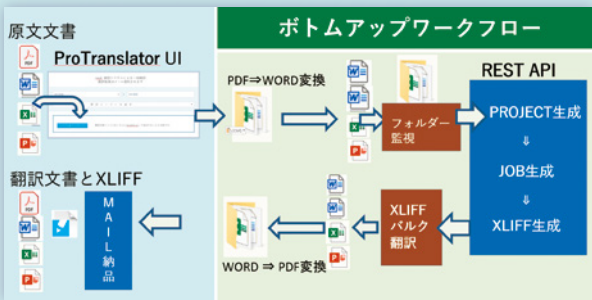 原文文書
ProTranslator UI
ボトムアップワークフロー
PDF⇒WORD変換
フォルダー
監視
REST API
PROJECT生成
⇓
JOB生成
⇓
XLIFF生成
翻訳文書とXLIFF
MAIL納品
XLIFF
バルク
翻訳
WORD ⇒ PDF変換